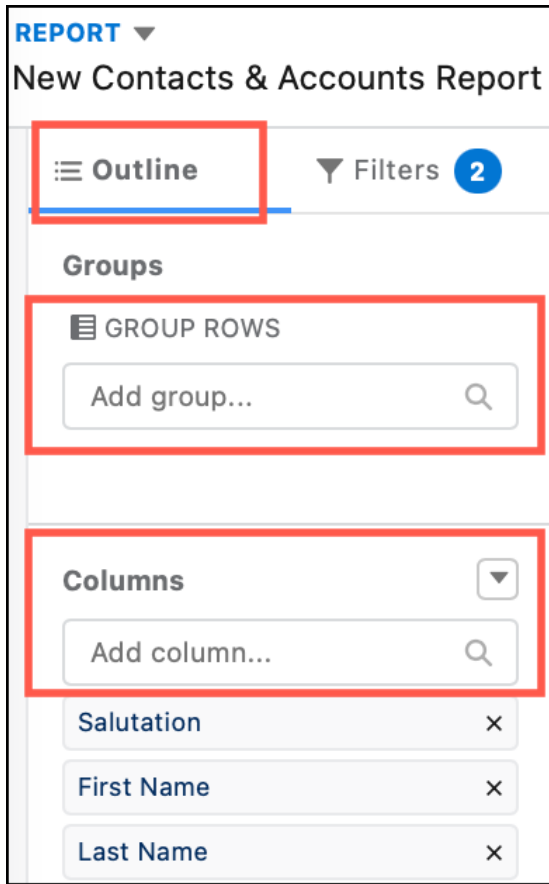 REPORT
New Contacts & Accounts Report
Outline Filters 2
Groups
GROUP ROWS
Add group...
Columns
Add column...
Salutation
First Name
Last Name